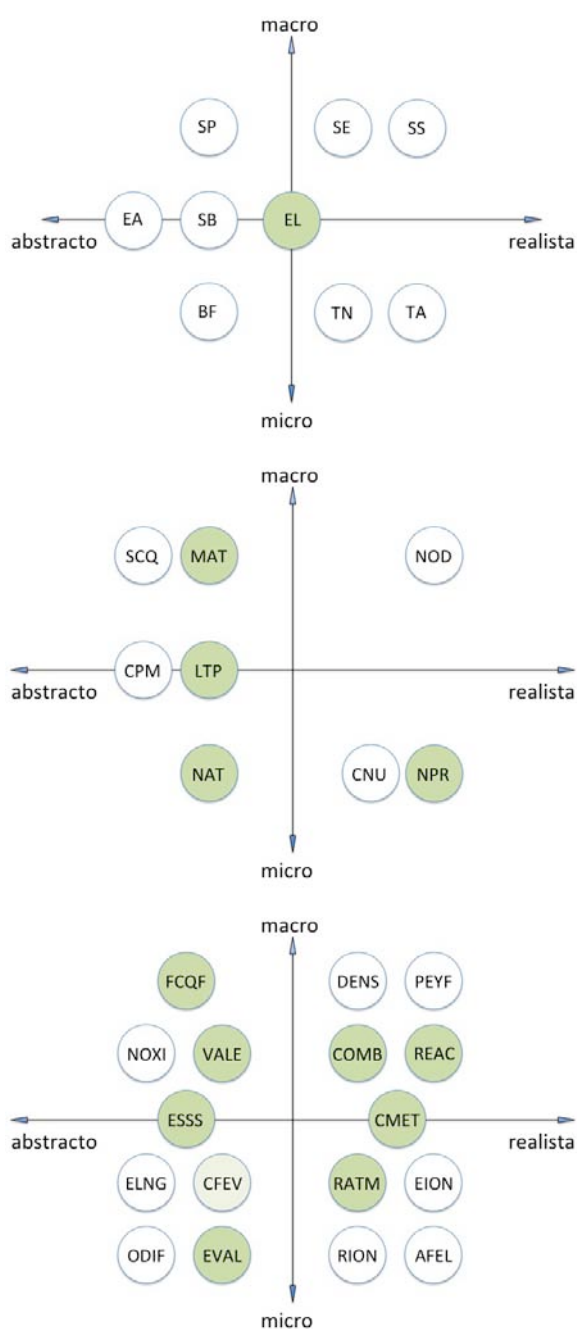 macro
SP SE SS
EA SB EL
abstracto realista
BF TN TA
micro
macro
SCQ MAT NOD
CPM LTP
abstracto realista
NAT CNU NPR
micro
macro
FCQF DENS PEYF
NOXI VALE COMB REAC
ESSS CMET
abstracto realista
ELNG CFEV RATM EION
ODIF EVAL RION AFEL
micro